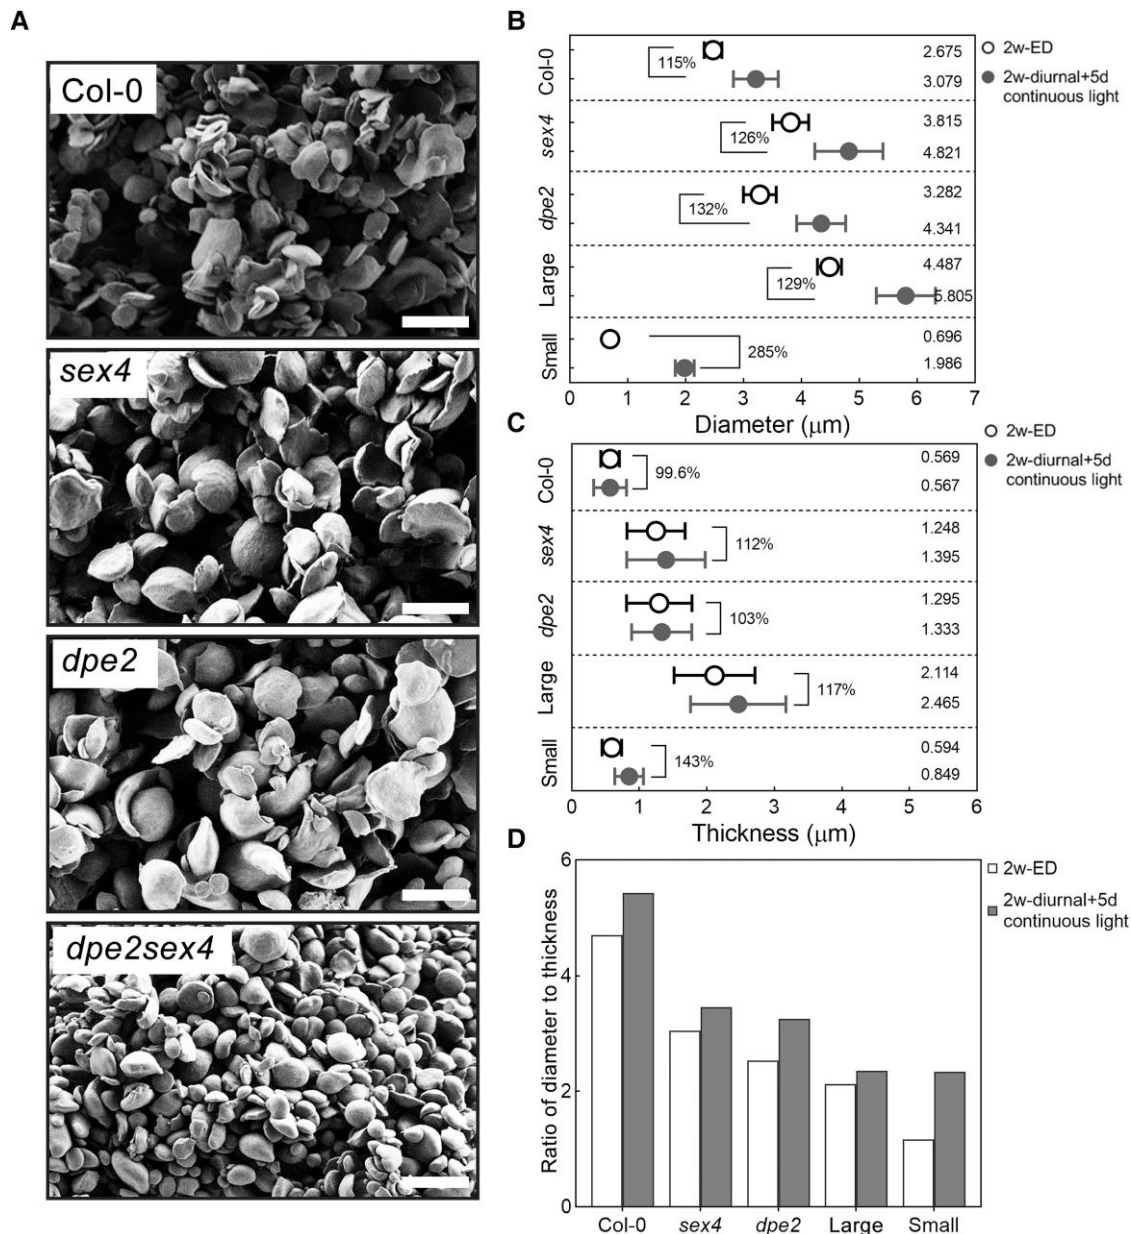 A
Col-0
sex4
dpe2
dpe2sex4
B
Col-0
115%
2.675
3.079
sex4
126%
3.815
4.821
dpe2
132%
3.282
4.341
Large
129%
4.487
5.805
Small
285%
0.696
1.986
0 1 2 3 4 5 6 7
Diameter (μm)
2w-ED
2w-diurnal+5d
continuous light
C
Col-0
99.6%
0.569
0.567
sex4
112%
1.248
1.395
dpe2
103%
1.295
1.333
Large
117%
2.114
2.465
Small
143%
0.594
0.849
0 1 2 3 4 5 6
Thickness (μm)
2w-ED
2w-diurnal+5d
continuous light
D
Ratio of diameter to thickness
6
4
2
0
Col-0 sex4 dpe2 Large Small
2w-ED
2w-diurnal+5d
continuous light